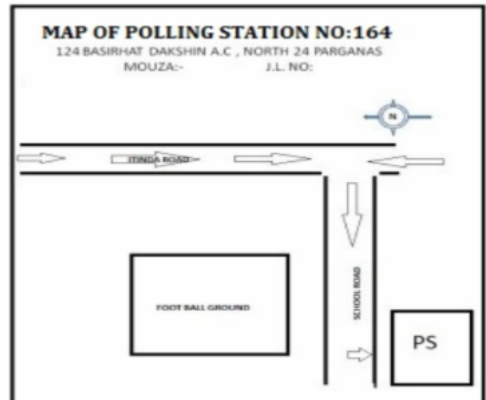 MAP OF POLLING STATION NO:164
124 BASIRHAT DAKSHIN A.C , NORTH 24 PARGANAS
MOUZA:- J.L. NO:
N
ITINDA ROAD
SCHOOL ROAD
FOOT BALL GROUND
PS